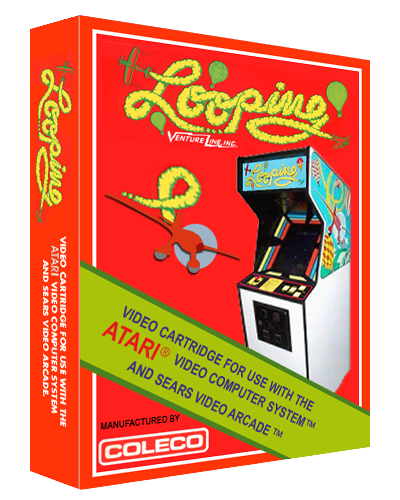 Looping
VIDEO CARTRIDGE FOR USE WITH THE
ATARI VIDEO COMPUTER SYSTEM
AND SEARS VIDEO ARCADE.
Looping
VENTURE LINE, INC.
Looping
VIDEO CARTRIDGE FOR USE WITH THE
ATARI® VIDEO COMPUTER SYSTEM™
AND SEARS VIDEO ARCADE™
MANUFACTURED BY
COLECO